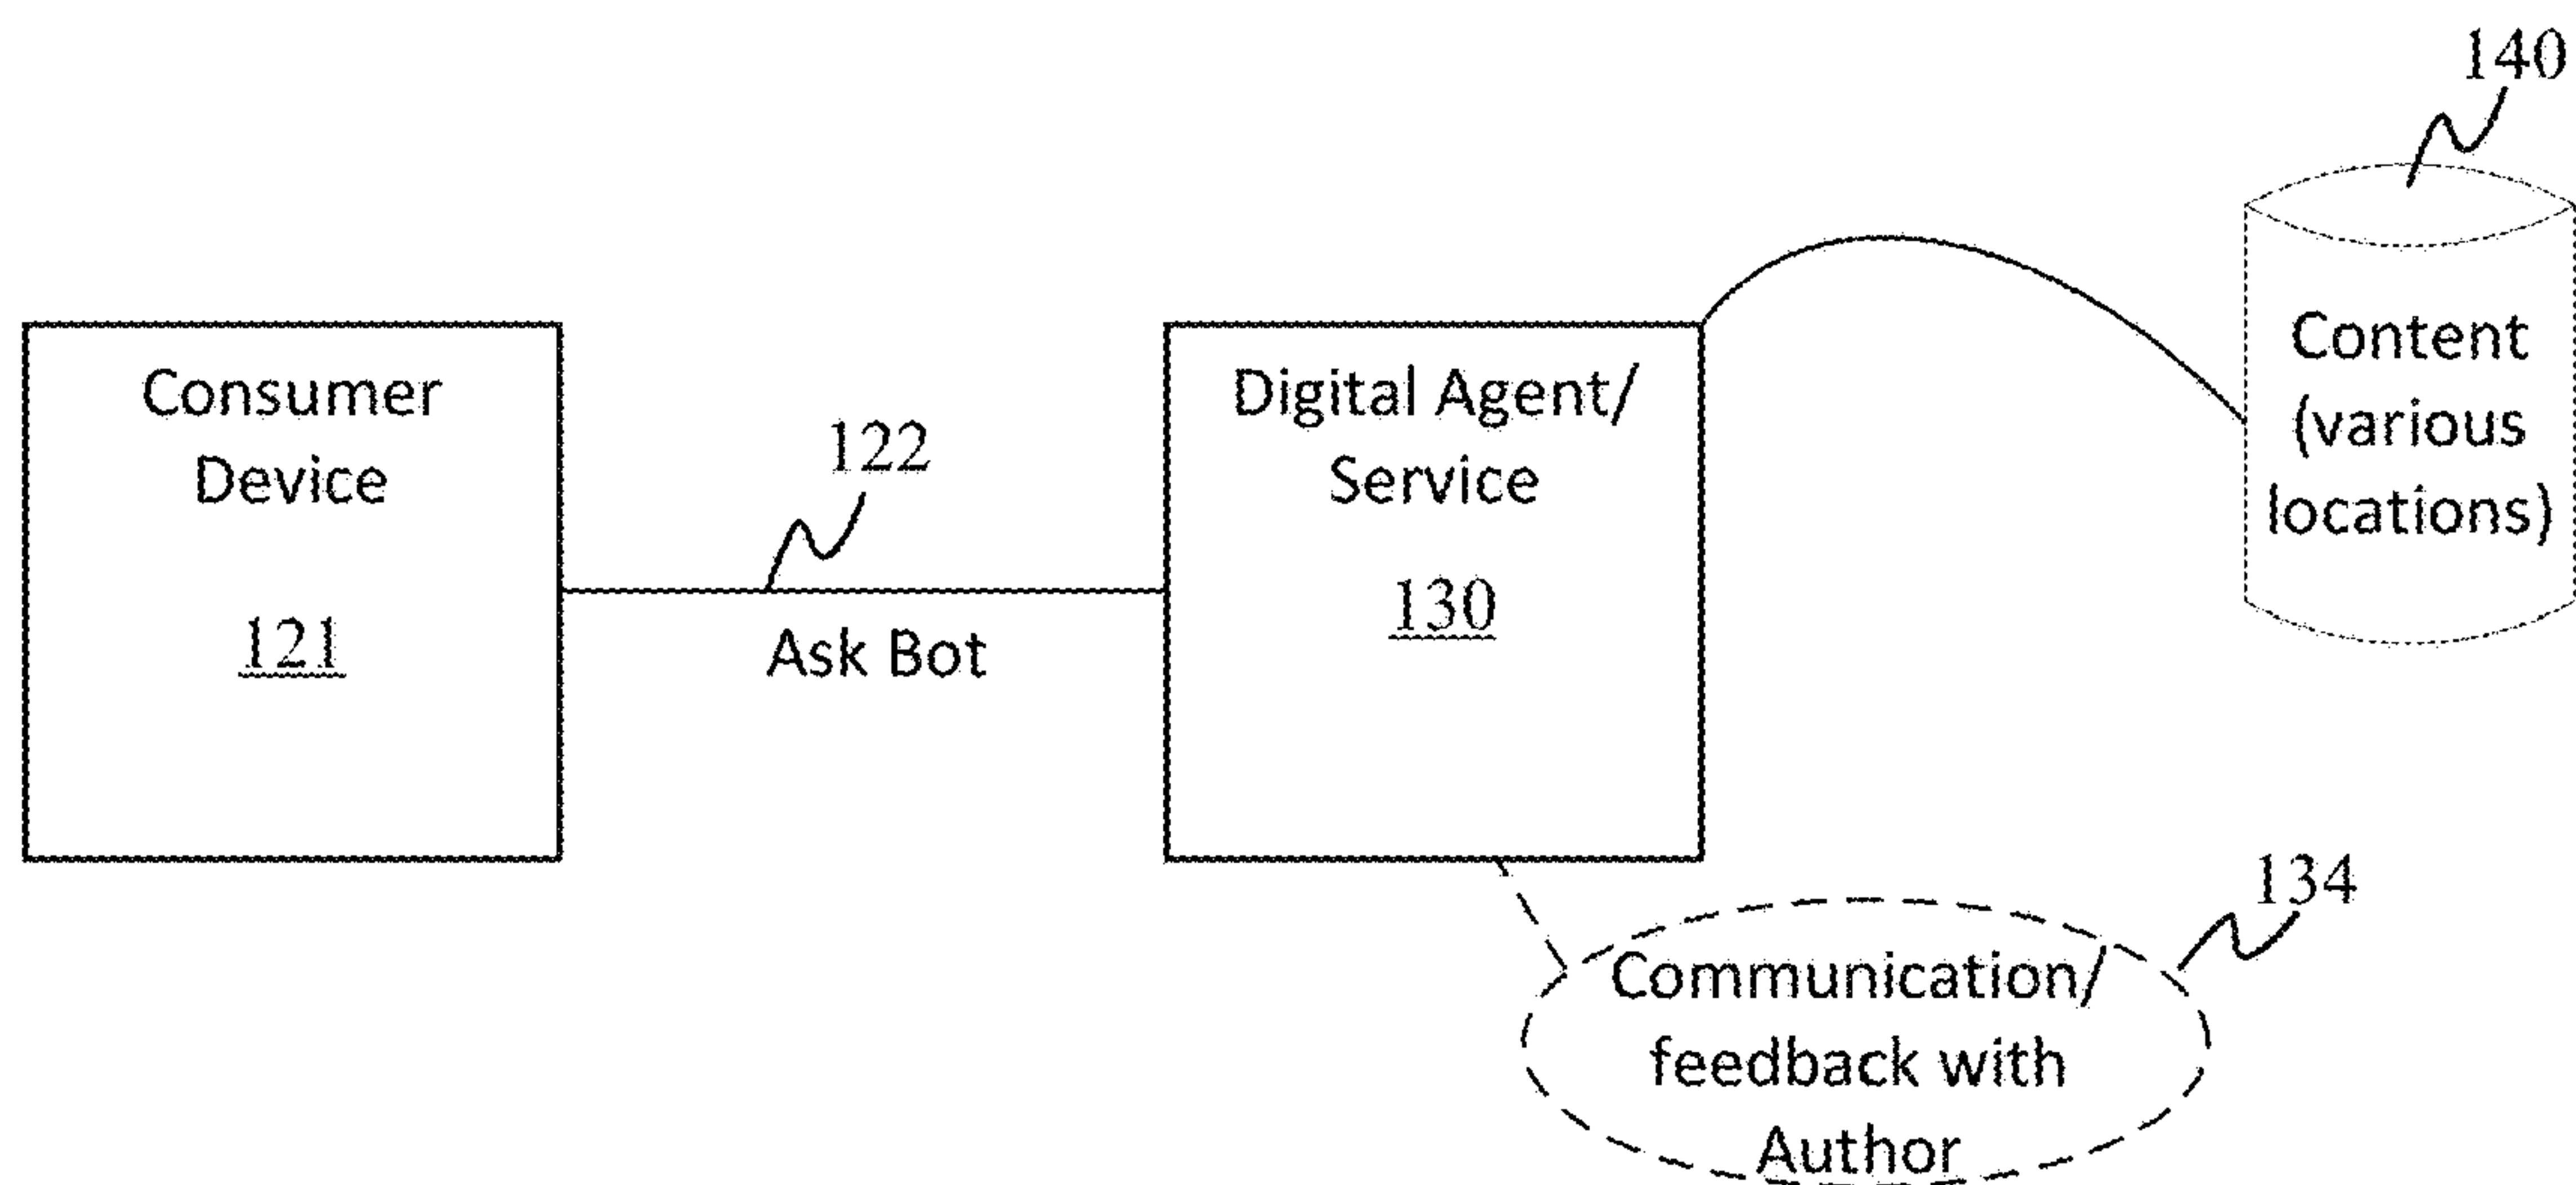 140
Consumer
Device
121
122
Ask Bot
Digital Agent/
Service
130
Content
(various
locations)
134
Communication/
feedback with
Author